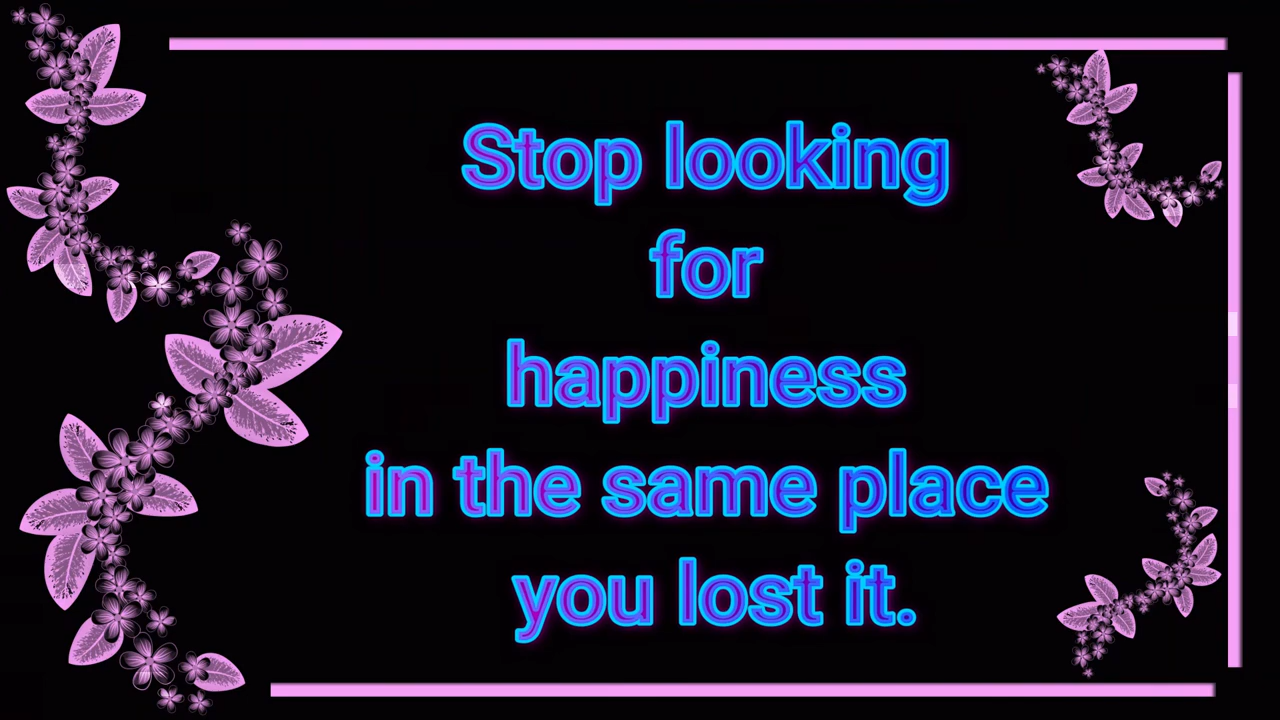 Stop looking
for
happiness
in the same place
you lost it.